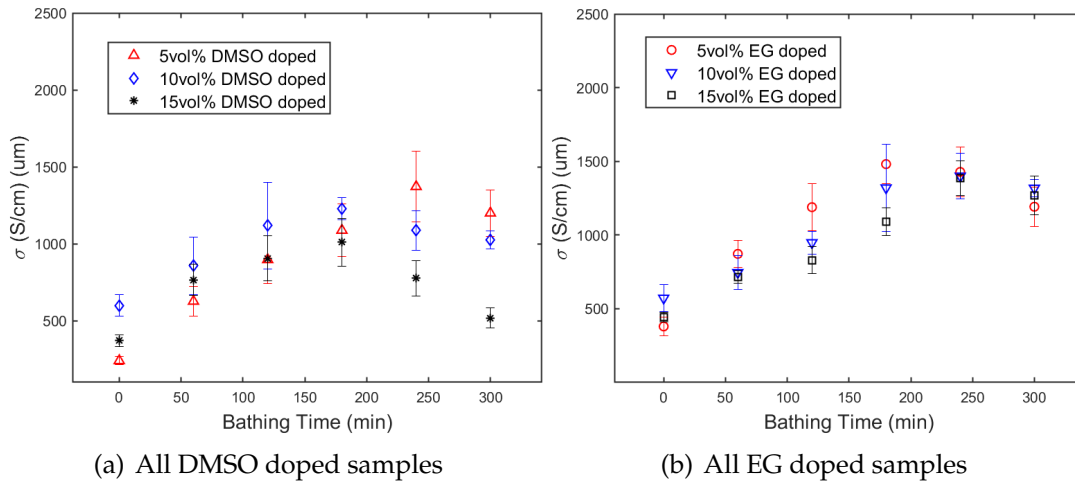 2500
2000
1500
1000
500
σ (S/cm) (um)
5vol% DMSO doped
10vol% DMSO doped
15vol% DMSO doped
0 50 100 150 200 250 300
Bathing Time (min)
(a) All DMSO doped samples
2500
2000
1500
1000
500
σ (S/cm) (um)
5vol% EG doped
10vol% EG doped
15vol% EG doped
0 50 100 150 200 250 300
Bathing Time (min)
(b) All EG doped samples